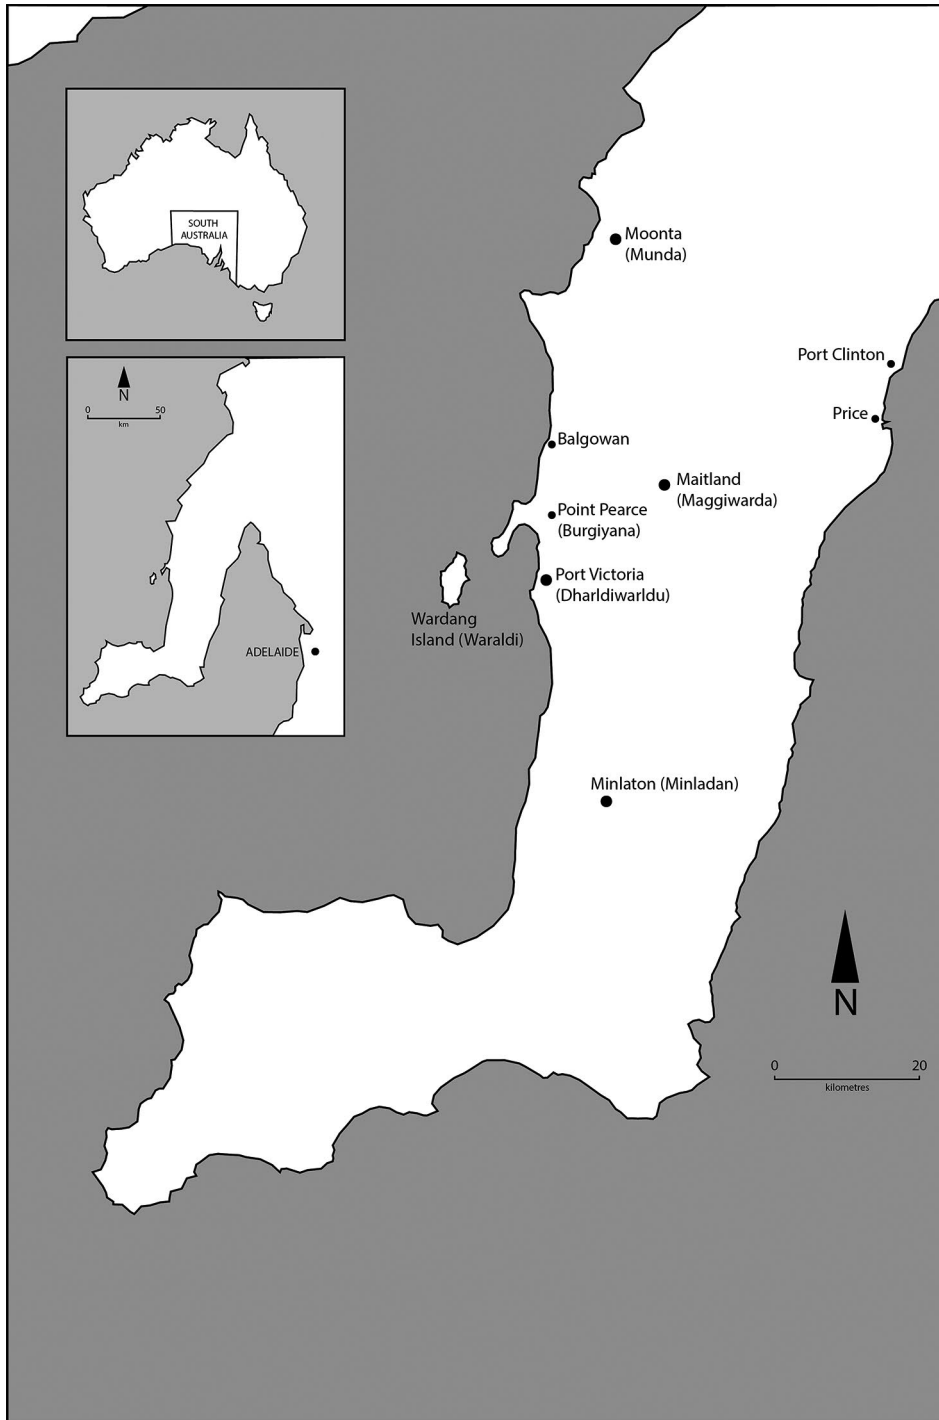 SOUTH
AUSTRALIA
N
0 50
km
ADELAIDE
Moonta
(Munda)
Port Clinton
Price
Balgowan
Maitland
(Maggiwarda)
Point Pearce
(Burgiyana)
Port Victoria
(Dharldiwarldu)
Wardang
Island (Waraldi)
Minlaton (Minladan)
N
0 20
kilometres